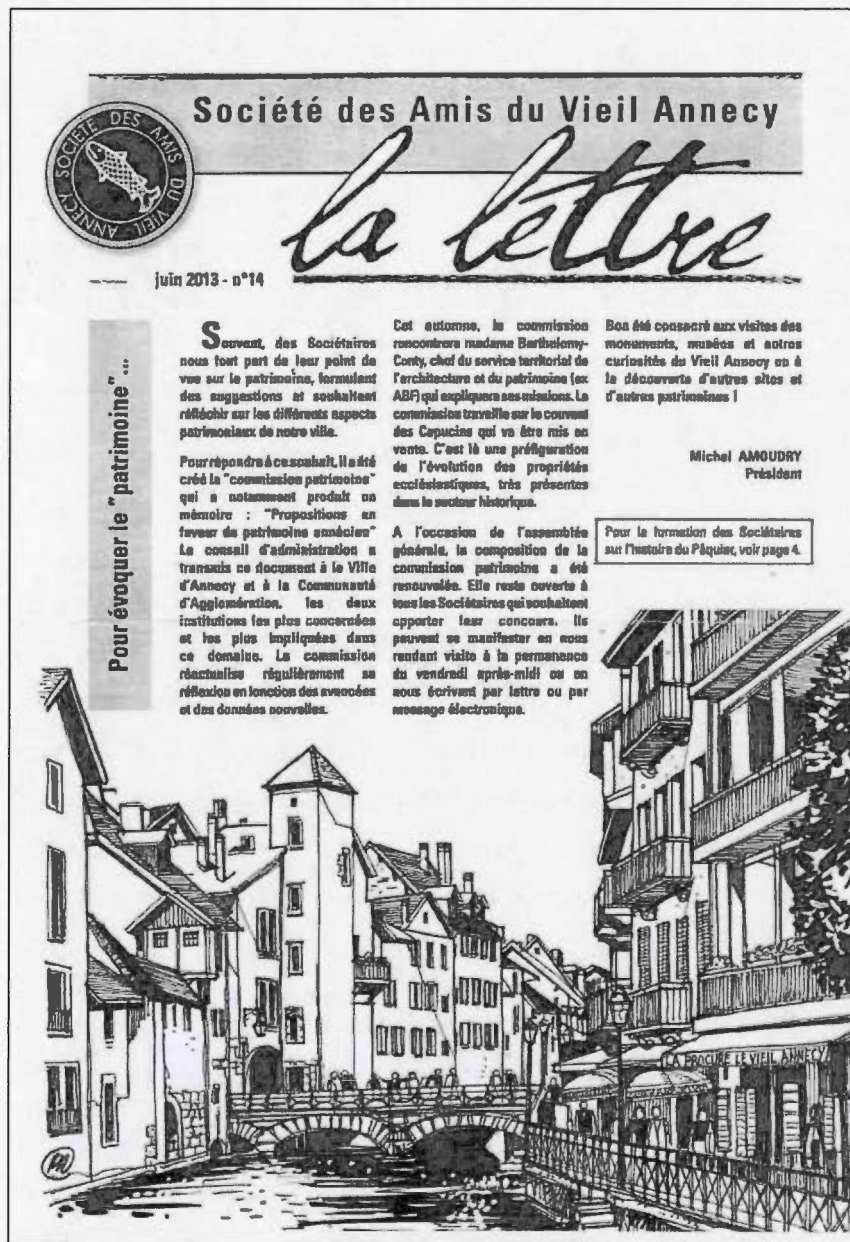 Société des Amis du Vieil Annecy
SOCIÉTÉ DES AMIS DU VIEIL ANNECY
la lettre
juin 2013 - n°14
Pour évoquer le "patrimoine"...
Souvent, des Sociétaires
nous font part de leur point de
vue sur le patrimoine, formulent
des suggestions et souhaitent
réfléchir sur les différents aspects
patrimoniaux de notre ville.
Pour répondre à ce souhait, il a été
créé la "commission patrimoine"
qui a notamment produit un
mémoire : "Propositions en
faveur du patrimoine annécien"
Le conseil d'administration a
transmis ce document à la Ville
d'Annecy et à la Communauté
d'Agglomération, les deux
institutions les plus concernées
et les plus impliquées dans
ce domaine. La commission
réactualise régulièrement sa
réflexion en fonction des avancées
et des données nouvelles.
Cet automne, la commission
rencontrera madame Barthelomy-
Conty, chef du service territorial de
l'architecture et du patrimoine (ex
ABF) qui expliquera ses missions. La
commission travaille sur le couvent
des Capucins qui va être mis en
vente. C'est là une préfiguration
de l'évolution des propriétés
ecclésiastiques, très présentes
dans le secteur historique.
A l'occasion de l'assemblée
générale, la composition de la
commission patrimoine a été
renouvelée. Elle reste ouverte à
tous les Sociétaires qui souhaitent
apporter leur concours. Ils
peuvent se manifester en nous
rendant visite à la permanence
du vendredi après-midi ou en
nous écrivant par lettre ou par
message électronique.
Bon été consacré aux visites des
monuments, musées et autres
curiosités du Vieil Annecy ou à
la découverte d'autres sites et
d'autres patrimoines !
Michel AMOUDRY
Président
Pour la formation des Sociétaires
sur l'histoire du Pâquier, voir page 4.
LA PROCURE LE VIEIL ANNECY